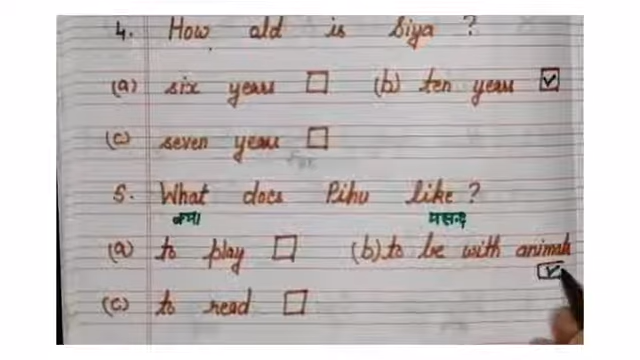 4. How old is Siya ?
(a) six years ☐ (b) ten years ☑
(c) seven years ☐
5. What does Pihu like ?
क्या पसन्द
(a) to play ☐ (b) to be with animals ☑
(c) to read ☐